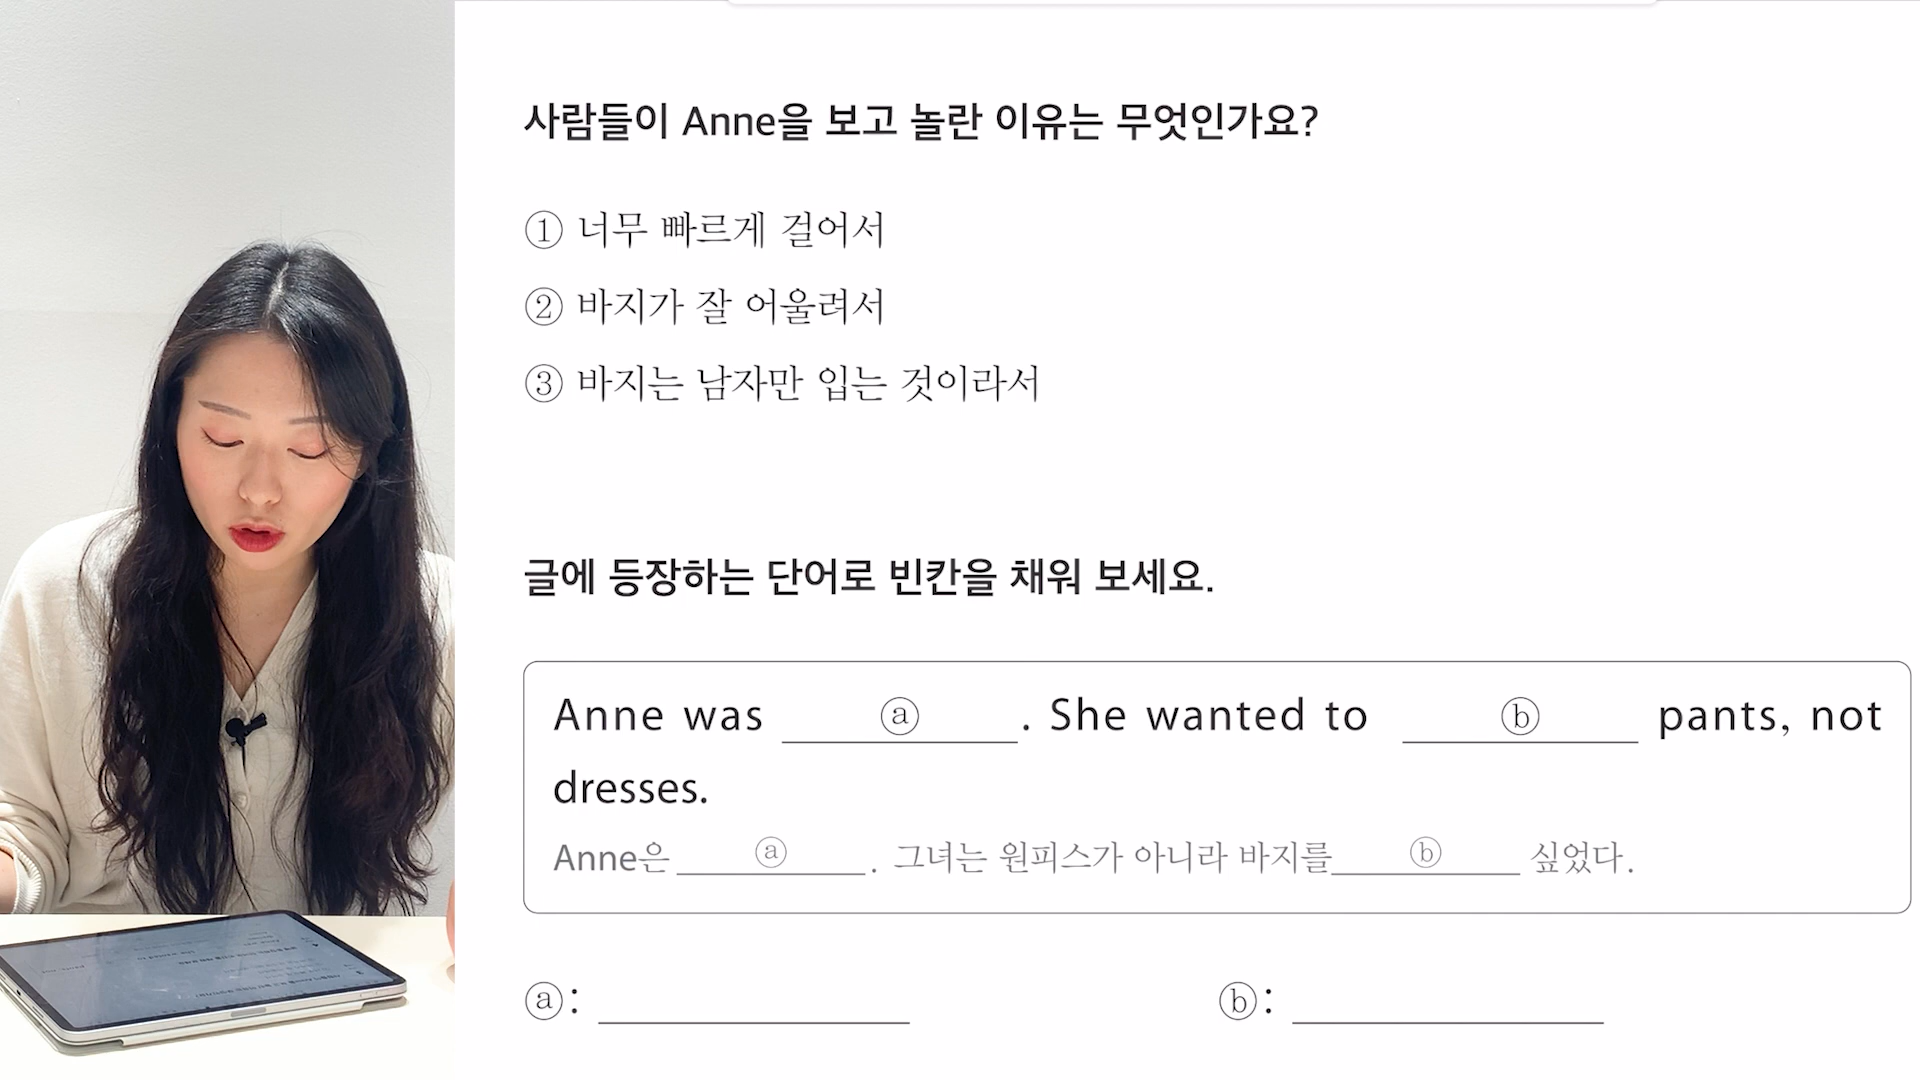 사람들이 Anne을 보고 놀란 이유는 무엇인가요?
① 너무 빠르게 걸어서
② 바지가 잘 어울려서
③ 바지는 남자만 입는 것이라서
글에 등장하는 단어로 빈칸을 채워 보세요.
Anne was ⓐ . She wanted to ⓑ pants, not
dresses.
Anne은 ⓐ . 그녀는 원피스가 아니라 바지를 ⓑ 싶었다.
ⓐ: ⓑ: